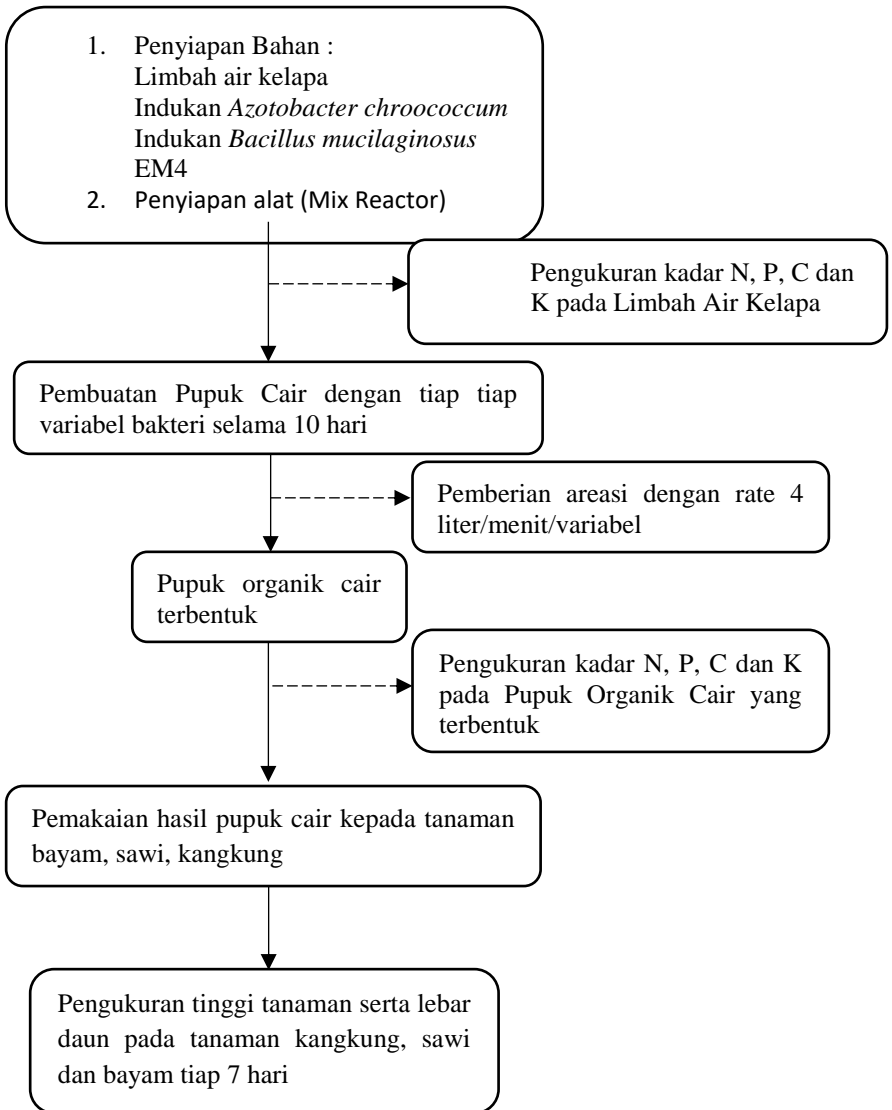 1. Penyiapan Bahan :
Limbah air kelapa
Indukan Azotobacter chroococcum
Indukan Bacillus mucilaginosus
EM4
2. Penyiapan alat (Mix Reactor)
Pengukuran kadar N, P, C dan
K pada Limbah Air Kelapa
Pembuatan Pupuk Cair dengan tiap tiap
variabel bakteri selama 10 hari
Pemberian areasi dengan rate 4
liter/menit/variabel
Pupuk organik cair
terbentuk
Pengukuran kadar N, P, C dan K
pada Pupuk Organik Cair yang
terbentuk
Pemakaian hasil pupuk cair kepada tanaman
bayam, sawi, kangkung
Pengukuran tinggi tanaman serta lebar
daun pada tanaman kangkung, sawi
dan bayam tiap 7 hari